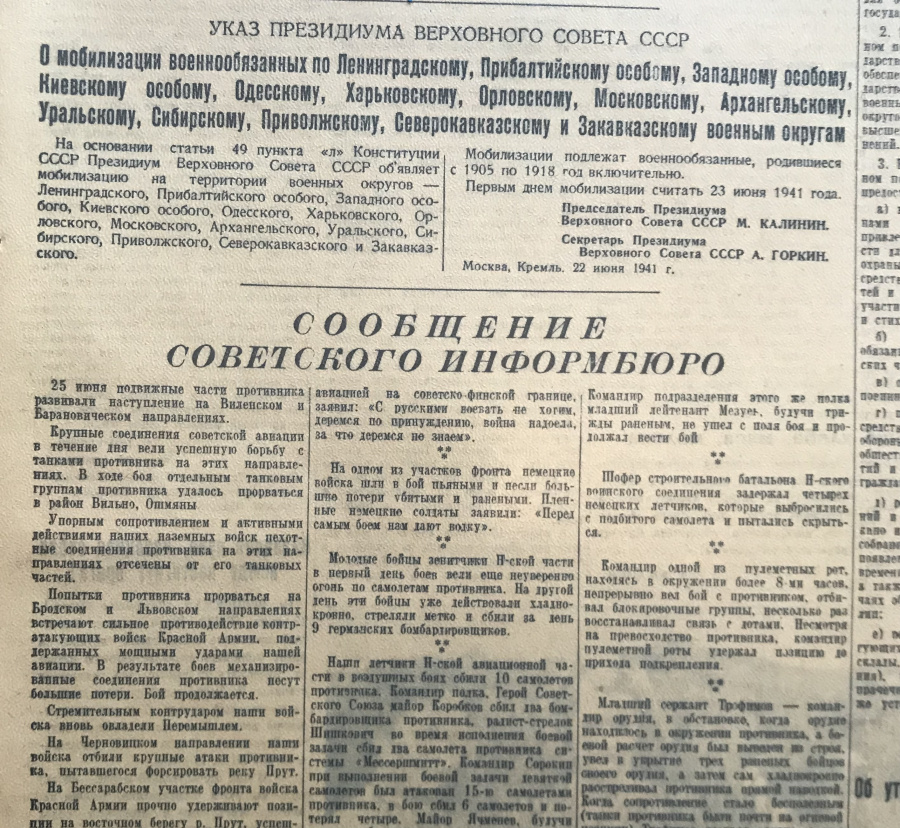 УКАЗ ПРЕЗИДИУМА ВЕРХОВНОГО СОВЕТА СССР
О мобилизации военнообязанных по Ленинградскому, Прибалтийскому особому, Западному особому,
Киевскому особому, Одесскому, Харьковскому, Орловскому, Московскому, Архангельскому,
Уральскому, Сибирскому, Приволжскому, Северокавказскому и Закавказскому военным округам
На основании статьи 49 пункта «л» Конституции
СССР Президиум Верховного Совета СССР об'являет
мобилизацию на территории военных округов —
Ленинградского, Прибалтийского особого, Западного осо-
бого, Киевского особого, Одесского, Харьковского, Ор-
ловского, Московского, Архангельского, Уральского, Си-
бирского, Приволжского, Северокавказского и Закавказ-
ского.
Мобилизации подлежат военнообязанные, родившиеся
с 1905 по 1918 год включительно.
Первым днем мобилизации считать 23 июня 1941 года.
Председатель Президиума
Верховного Совета СССР М. КАЛИНИН.
Секретарь Президиума
Верховного Совета СССР А. ГОРКИН.
Москва, Кремль. 22 июня 1941 г.
СООБЩЕНИЕ
СОВЕТСКОГО ИНФОРМБЮРО
25 июня подвижные части противника
развивали наступление на Виленском и
Барановическом направлениях.
Крупные соединения советской авиации
в течение дня вели успешную борьбу с
танками противника на этих направле-
ниях. В ходе боя отдельным танковым
группам противника удалось прорваться
в район Вильно, Ошмяны
Упорным сопротивлением и активными
действиями наших наземных войск пехот-
ные соединения противника на этих на-
правлениях отсечены от его танковых
частей.
Попытки противника прорваться на
Бродском и Львовском направлениях
встречают сильное противодействие контр-
атакующих войск Красной Армии, под-
держанных мощными ударами нашей
авиации. В результате боев механизиро-
ванные соединения противника несут
большие потери. Бой продолжается.
Стремительным контрударом наши вой-
ска вновь овладели Перемышлем.
На Черновицком направлении наши
войска отбили крупные атаки противни-
ка, пытавшегося форсировать реку Прут.
На Бессарабском участке фронта войска
Красной Армии прочно удерживают пози-
ции на восточном берегу р. Прут, успеш-
авиацией на советско-финской границе,
заявил: «С русскими воевать не хотим,
деремся по принуждению, война надоела,
за что деремся не знаем».
***
На одном из участков фронта немецкие
войска шли в бой пьяными и несли боль-
шие потери убитыми и ранеными. Плен-
ные немецкие солдаты заявили: «Перед
самым боем нам дают водку».
***
Молодые бойцы зенитчики Н-ской части
в первый день боев вели еще неуверенно
огонь по самолетам противника. На другой
день эти бойцы уже действовали хладно-
кровно, стреляли метко и сбили за день
9 германских бомбардировщиков.
***
Наши летчики Н-ской авиационной ча-
сти в воздушных боях сбили 10 самолетов
противника. Командир полка, Герой Совет-
ского Союза майор Коробков сбил два бом-
бардировщика противника, радист-стрелок
Шишкович во время исполнения боевой
задачи сбил два самолета противника си-
стемы «Мессершмитт». Командир Сорокин
при выполнении боевой задачи девяткой
самолетов был атакован 15-ю самолетами
противника, в бою сбил 6 самолетов и по-
терял четыре. Майор Ячменев, будучи
Командир подразделения этого же полка
младший лейтенант Мезуев, будучи три-
жды раненым, не ушел с поля боя и про-
должал вести бой
***
Шофер строительного батальона Н-ского
воинского соединения задержал четырех
немецких летчиков, которые выбросились
с подбитого самолета и пытались скрыть-
ся.
***
Командир одной из пулеметных рот,
находясь в окружении более 8-ми часов,
непрерывно вел бой с противником, отби-
вал блокировочные группы, несколько раз
восстанавливал связь с дотами. Несмотря
на превосходство противника, командир
пулеметной роты удержал позицию до
прихода подкрепления.
***
Младший сержант Трофимов — коман-
дир орудия, в обстановке, когда орудие
находилось в окружении противника, а бо-
евой расчет орудия был выведен из строя,
увел в укрытие трех раненых бойцов
своего орудия, а затем сам хладнокровно
расстреливал противника прямой наводкой.
Когда сопротивление стало бесполезным
(танки противника были почти на огневой
Об ут